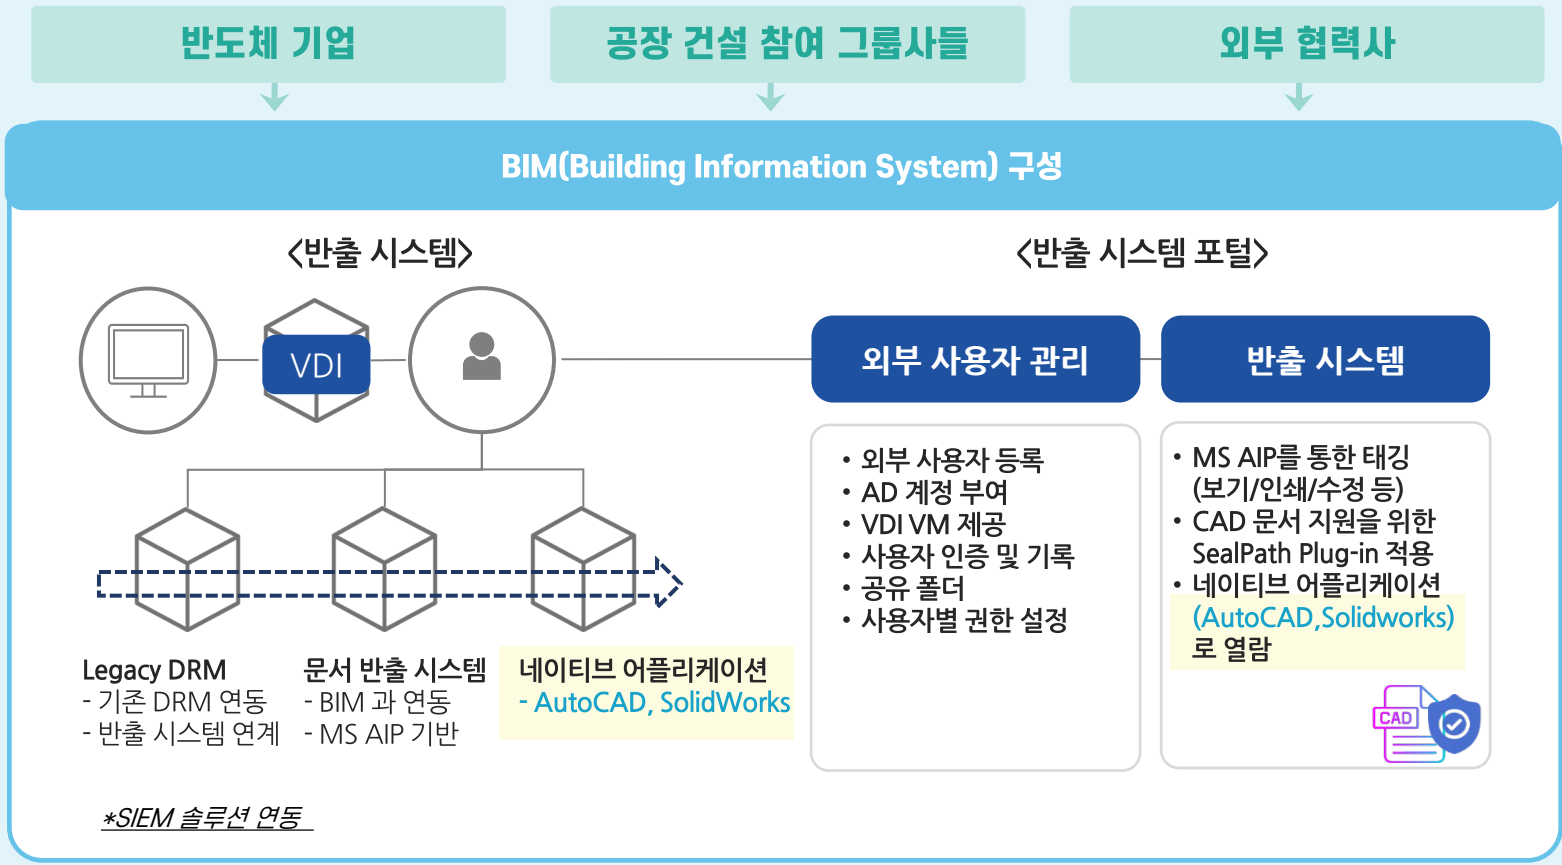 반도체 기업
공장 건설 참여 그룹사들
외부 협력사
BIM(Building Information System) 구성
<반출 시스템>
VDI
Legacy DRM
- 기존 DRM 연동
- 반출 시스템 연계
문서 반출 시스템
- BIM 과 연동
- MS AIP 기반
네이티브 어플리케이션
- AutoCAD, SolidWorks
*SIEM 솔루션 연동
<반출 시스템 포털>
외부 사용자 관리
• 외부 사용자 등록
• AD 계정 부여
• VDI VM 제공
• 사용자 인증 및 기록
• 공유 폴더
• 사용자별 권한 설정
반출 시스템
• MS AIP를 통한 태깅
(보기/인쇄/수정 등)
• CAD 문서 지원을 위한
SealPath Plug-in 적용
• 네이티브 어플리케이션
(AutoCAD,Solidworks)
로 열람
CAD